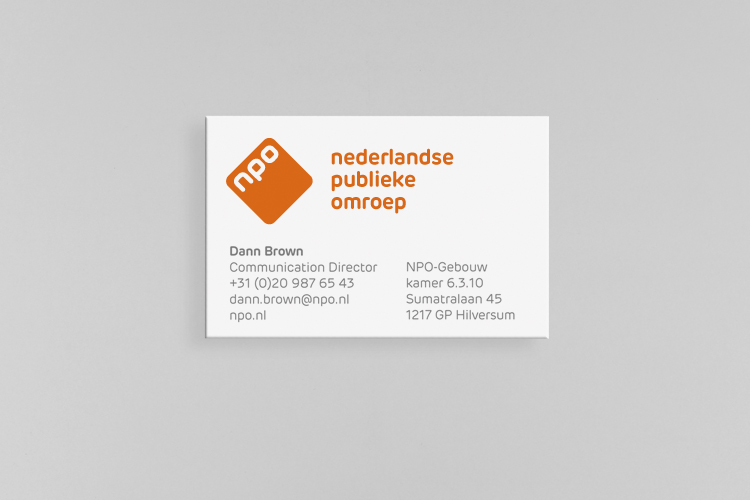 npo
nederlandse
publieke
omroep
Dann Brown
Communication Director
+31 (0)20 987 65 43
dann.brown@npo.nl
npo.nl
NPO-Gebouw
kamer 6.3.10
Sumatralaan 45
1217 GP Hilversum